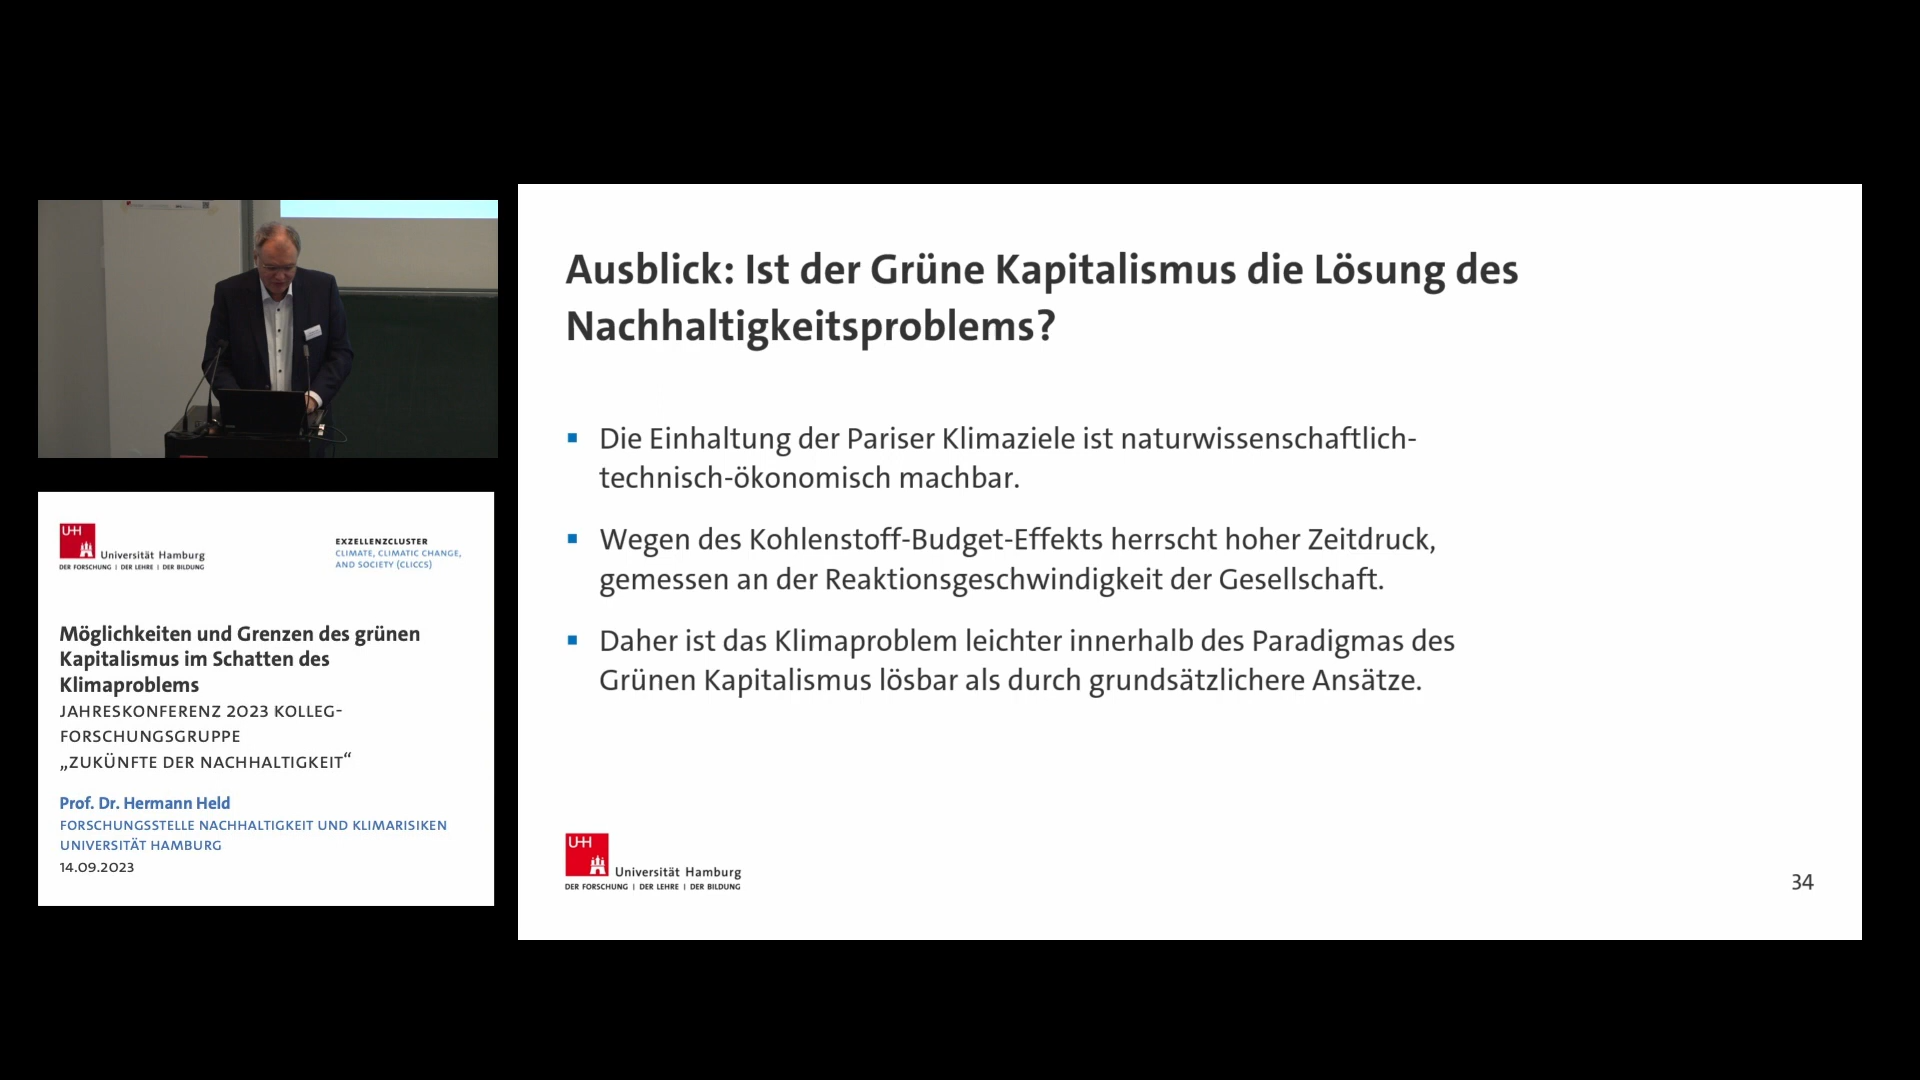 UHH
Universität Hamburg
DER FORSCHUNG | DER LEHRE | DER BILDUNG
EXZELLENZCLUSTER
CLIMATE, CLIMATIC CHANGE,
AND SOCIETY (CLICCS)
Möglichkeiten und Grenzen des grünen
Kapitalismus im Schatten des
Klimaproblems
JAHRESKONFERENZ 2023 KOLLEG-
FORSCHUNGSGRUPPE
„ZUKÜNFTE DER NACHHALTIGKEIT“
Prof. Dr. Hermann Held
FORSCHUNGSSTELLE NACHHALTIGKEIT UND KLIMARISIKEN
UNIVERSITÄT HAMBURG
14.09.2023
Ausblick: Ist der Grüne Kapitalismus die Lösung des
Nachhaltigkeitsproblems?
▪ Die Einhaltung der Pariser Klimaziele ist naturwissenschaftlich-
technisch-ökonomisch machbar.
▪ Wegen des Kohlenstoff-Budget-Effekts herrscht hoher Zeitdruck,
gemessen an der Reaktionsgeschwindigkeit der Gesellschaft.
▪ Daher ist das Klimaproblem leichter innerhalb des Paradigmas des
Grünen Kapitalismus lösbar als durch grundsätzlichere Ansätze.
UHH
Universität Hamburg
DER FORSCHUNG | DER LEHRE | DER BILDUNG
34